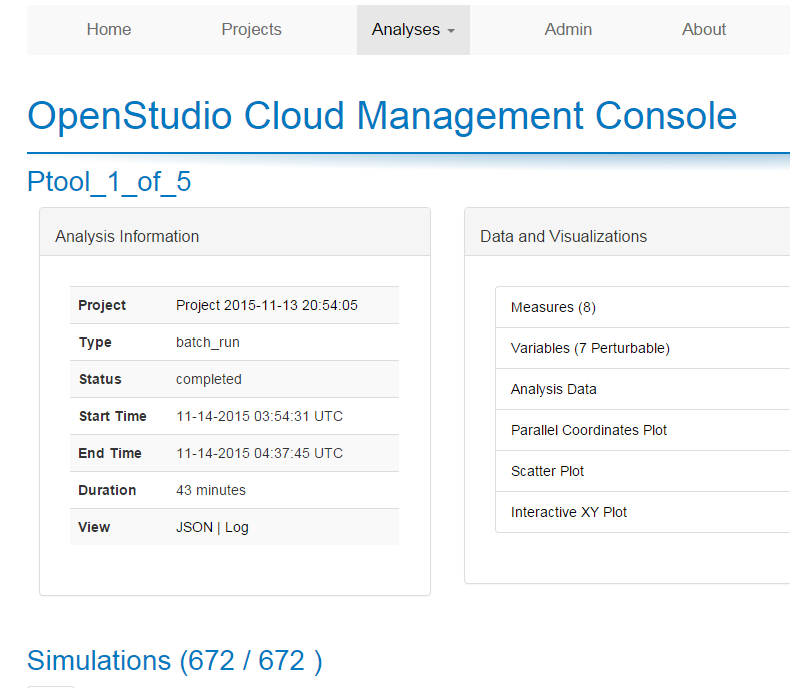 Home Projects Analyses Admin About
OpenStudio Cloud Management Console
Ptool_1_of_5
Analysis Information
Project Project 2015-11-13 20:54:05
Type batch_run
Status completed
Start Time 11-14-2015 03:54:31 UTC
End Time 11-14-2015 04:37:45 UTC
Duration 43 minutes
View JSON | Log
Data and Visualizations
Measures (8)
Variables (7 Perturbable)
Analysis Data
Parallel Coordinates Plot
Scatter Plot
Interactive XY Plot
Simulations (672 / 672 )